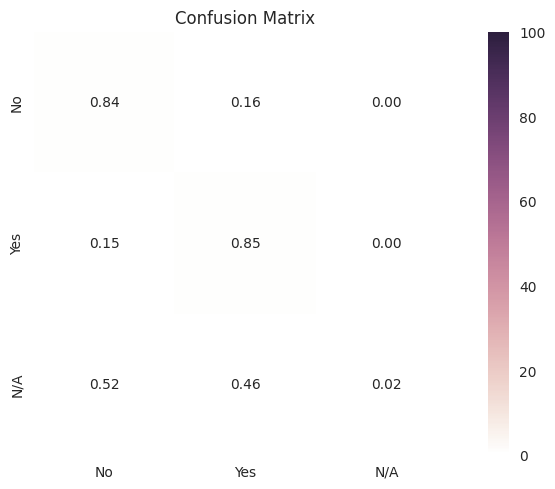 Confusion Matrix
No 0.84 0.16 0.00
Yes 0.15 0.85 0.00
N/A 0.52 0.46 0.02
No Yes N/A
100
80
60
40
20
0